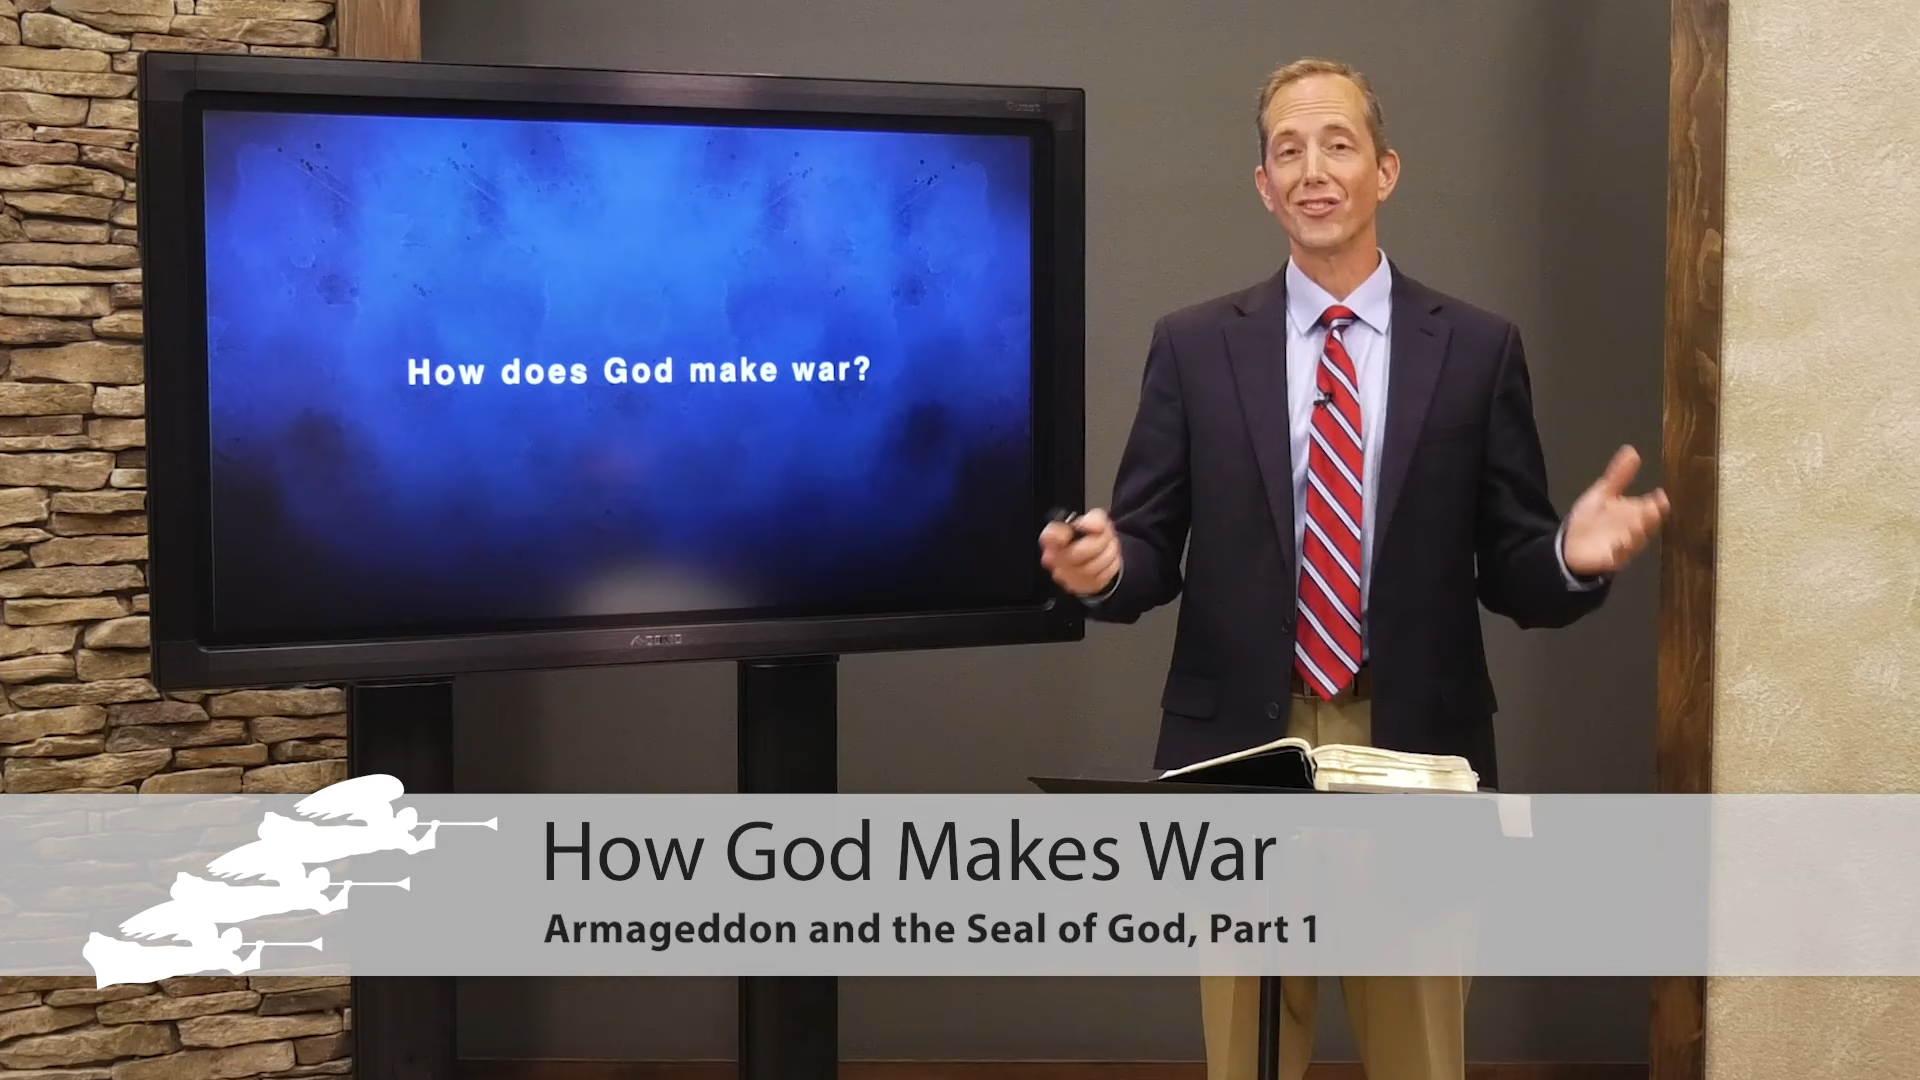 How does God make war?
How God Makes War
Armageddon and the Seal of God, Part 1